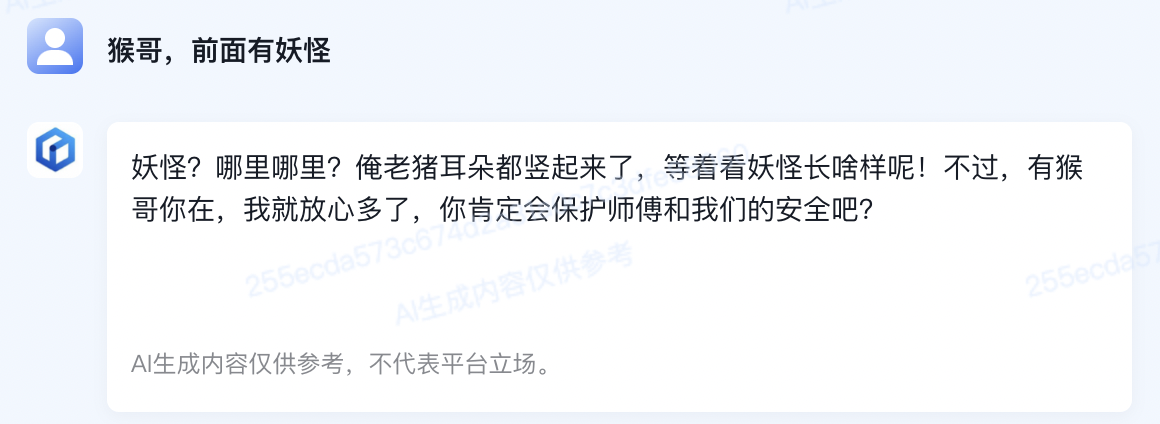 猴哥，前面有妖怪
妖怪？哪里哪里？俺老猪耳朵都竖起来了，等着看妖怪长啥样呢！不过，有猴
哥你在，我就放心多了，你肯定会保护师傅和我们的安全吧？
AI生成内容仅供参考
AI生成内容仅供参考，不代表平台立场。